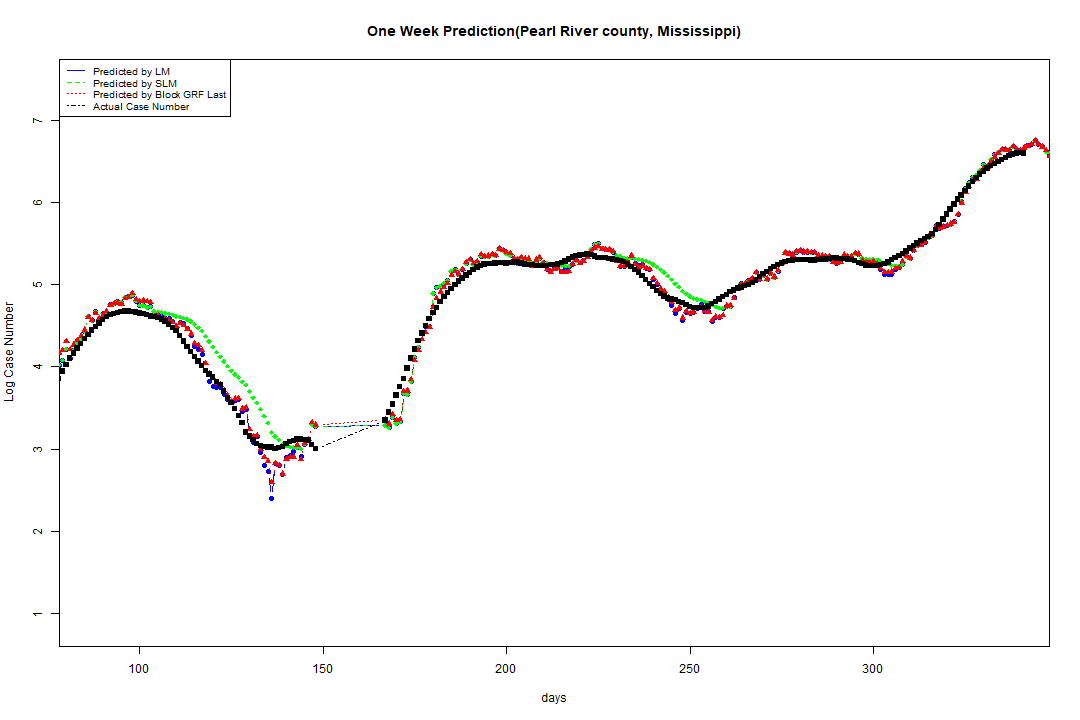 One Week Prediction(Pearl River county, Mississippi)
Predicted by LM
Predicted by SLM
Predicted by Block GRF Last
Actual Case Number
7
6
5
4
3
2
1
Log Case Number
100 150 200 250 300
days